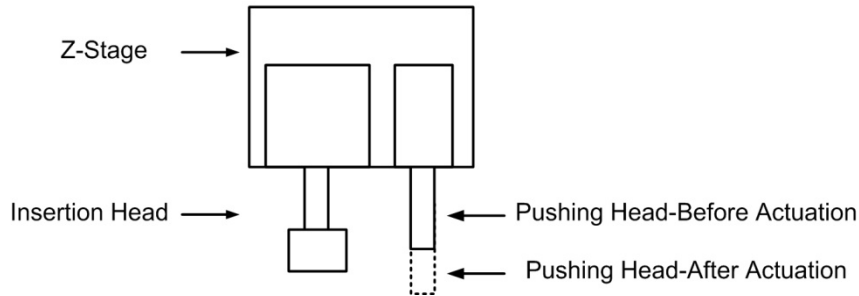 Z-Stage
Insertion Head
Pushing Head-Before Actuation
Pushing Head-After Actuation